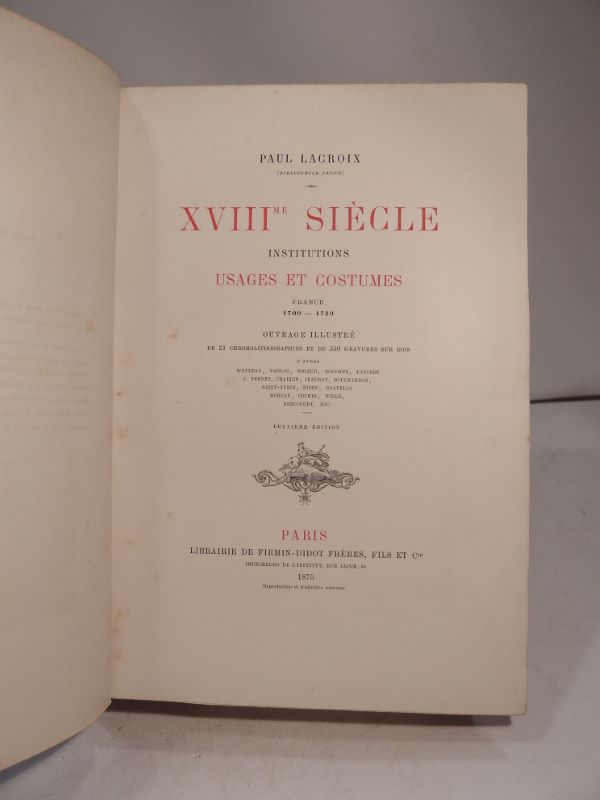 PAUL LACROIX
(BIBLIOPHILE JACOB)
XVIIIME SIÈCLE
INSTITUTIONS
USAGES ET COSTUMES
FRANCE
1700 — 1789
OUVRAGE ILLUSTRÉ
DE 21 CHROMOLITHOGRAPHIES ET DE 350 GRAVURES SUR BOIS
D'APRÈS
WATTEAU, VANLOO, RIGAUD, BOUCHER, LANCRET
J. VERNET, CHARDIN, JEAURAT, BOUCHARDON,
SAINT-AUBIN, EISEN, GRAVELOT
MOREAU, COCHIN, WILLE,
DEBUCOURT, ETC.
DEUXIÈME ÉDITION
PARIS
LIBRAIRIE DE FIRMIN-DIDOT FRÈRES, FILS ET Cie
IMPRIMEURS DE L'INSTITUT, RUE JACOB, 56
1875
Reproduction et traduction réservées